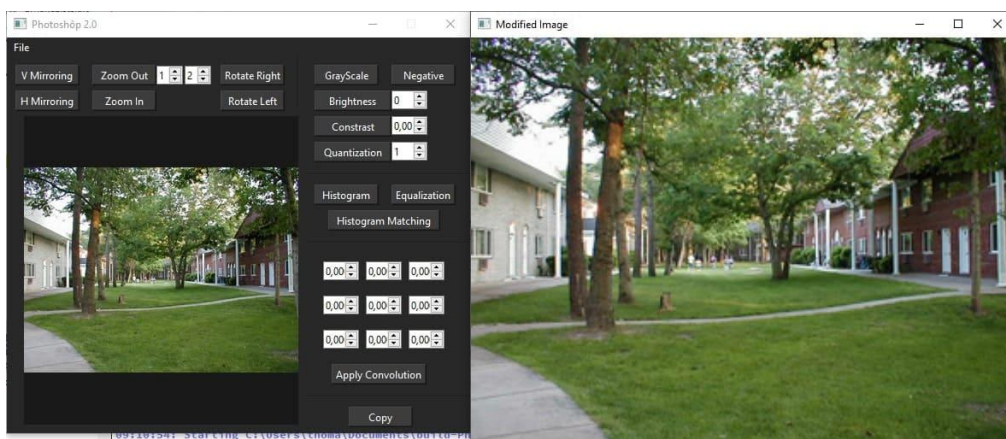 Photoshöp 2.0
Modified Image
File
V Mirroring Zoom Out 1 2 Rotate Right GrayScale Negative
H Mirroring Zoom In Rotate Left Brightness 0
Constrast 0,00
Quantization 1
Histogram Equalization
Histogram Matching
0,00 0,00 0,00
0,00 0,00 0,00
0,00 0,00 0,00
Apply Convolution
Copy
09:10:54: Starting C:\Users\thoma\Documents\build-P